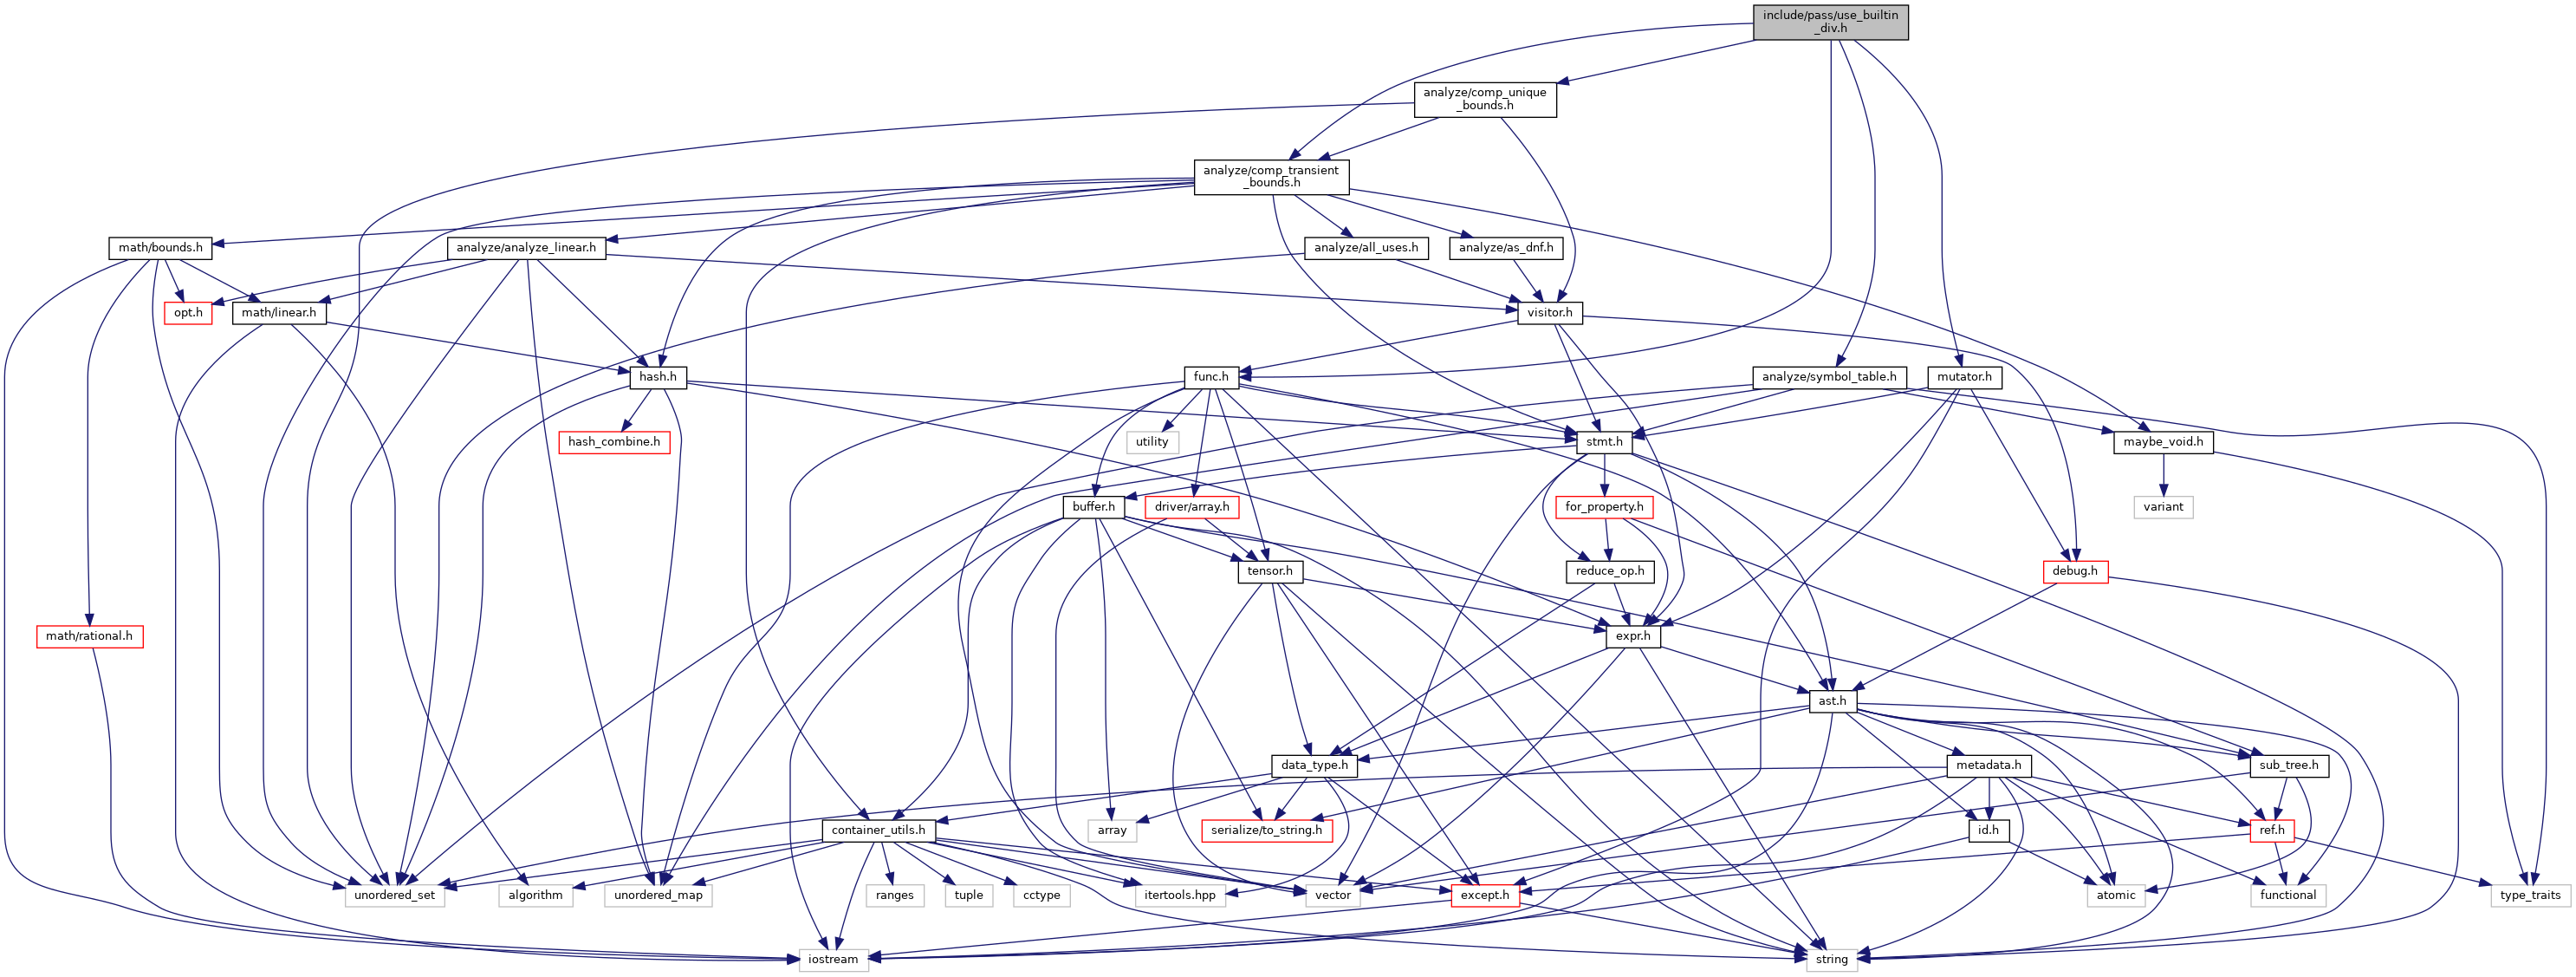 include/pass/use_builtin
_div.h
analyze/comp_unique
_bounds.h
analyze/comp_transient
_bounds.h
math/bounds.h
analyze/analyze_linear.h
analyze/all_uses.h
analyze/as_dnf.h
opt.h
math/linear.h
visitor.h
hash.h
func.h
analyze/symbol_table.h
mutator.h
hash_combine.h
utility
stmt.h
maybe_void.h
buffer.h
driver/array.h
for_property.h
variant
tensor.h
reduce_op.h
debug.h
math/rational.h
expr.h
ast.h
data_type.h
metadata.h
sub_tree.h
container_utils.h
array
serialize/to_string.h
id.h
ref.h
unordered_set
algorithm
unordered_map
ranges
tuple
cctype
itertools.hpp
vector
except.h
atomic
functional
type_traits
iostream
string